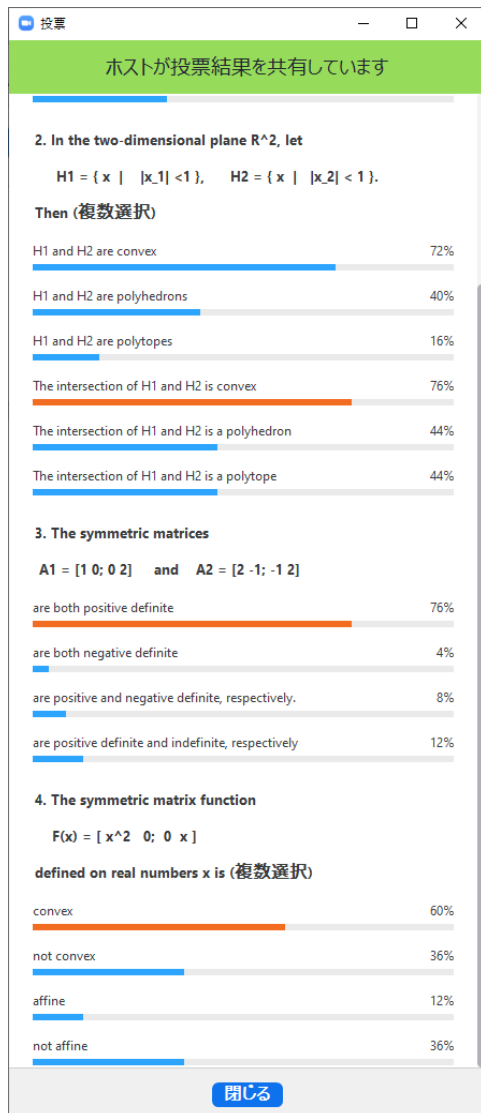 投票
ホストが投票結果を共有しています
2. In the two-dimensional plane R^2, let
H1 = { x | |x_1| <1 }, H2 = { x | |x_2| < 1 }.
Then (複数選択)
H1 and H2 are convex 72%
H1 and H2 are polyhedrons 40%
H1 and H2 are polytopes 16%
The intersection of H1 and H2 is convex 76%
The intersection of H1 and H2 is a polyhedron 44%
The intersection of H1 and H2 is a polytope 44%
3. The symmetric matrices
A1 = [1 0; 0 2] and A2 = [2 -1; -1 2]
are both positive definite 76%
are both negative definite 4%
are positive and negative definite, respectively. 8%
are positive definite and indefinite, respectively 12%
4. The symmetric matrix function
F(x) = [ x^2 0; 0 x ]
defined on real numbers x is (複数選択)
convex 60%
not convex 36%
affine 12%
not affine 36%
閉じる